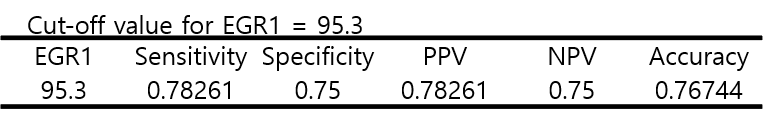 Cut-off value for EGR1 = 95.3
EGR1 Sensitivity Specificity PPV NPV Accuracy
95.3 0.78261 0.75 0.78261 0.75 0.76744